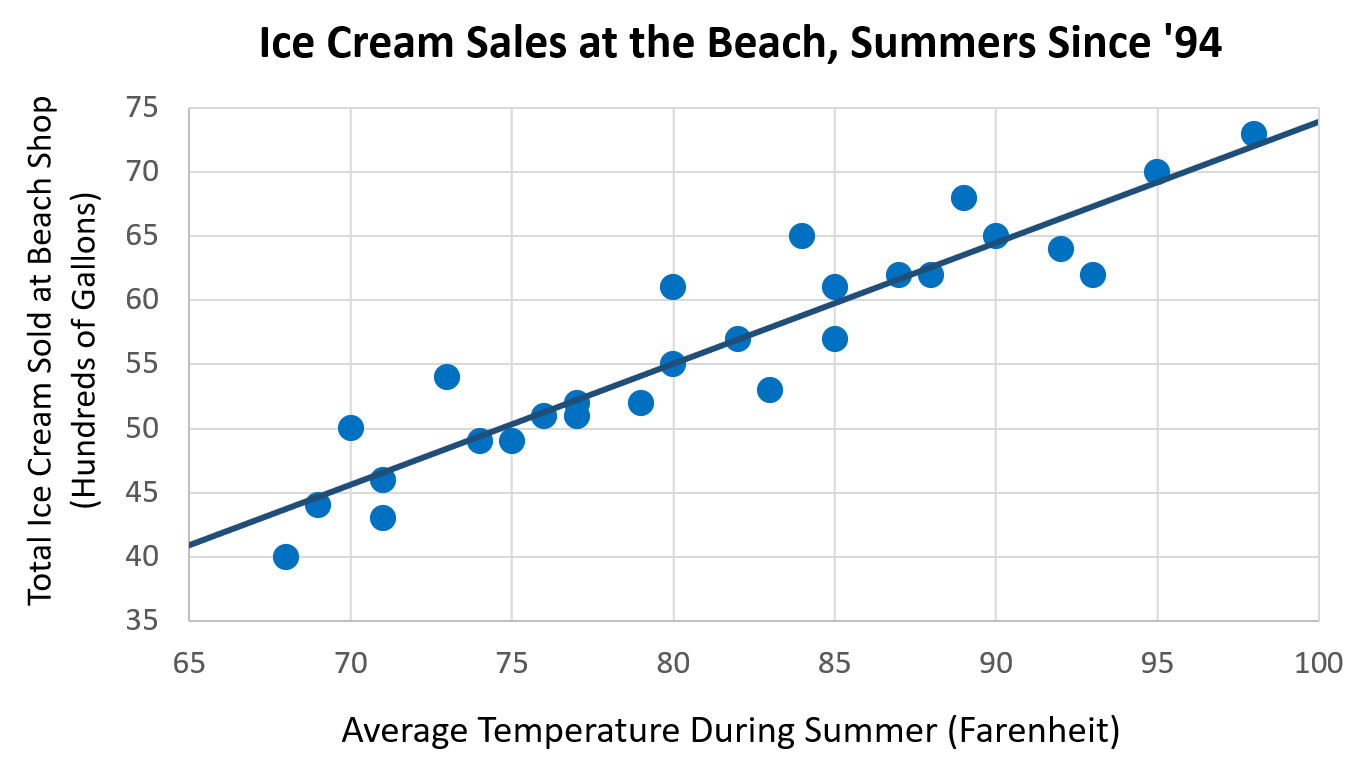 Ice Cream Sales at the Beach, Summers Since '94
Total Ice Cream Sold at Beach Shop
(Hundreds of Gallons)
75
70
65
60
55
50
45
40
35
65 70 75 80 85 90 95 100
Average Temperature During Summer (Farenheit)